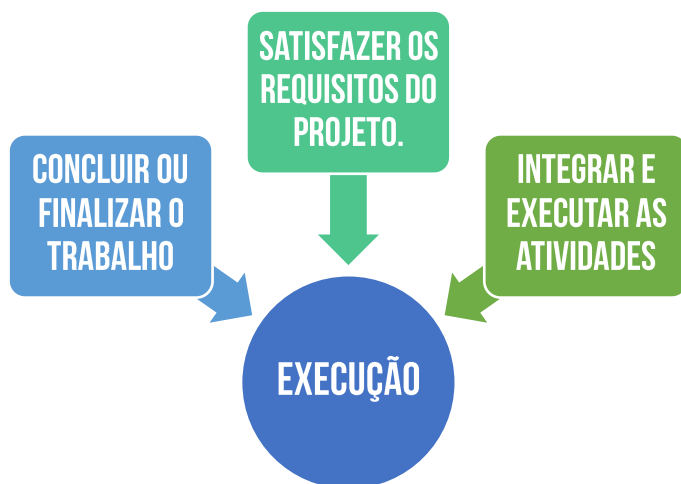 SATISFAZER OS
REQUISITOS DO
PROJETO.
CONCLUIR OU
FINALIZAR O
TRABALHO
INTEGRAR E
EXECUTAR AS
ATIVIDADES
EXECUÇÃO